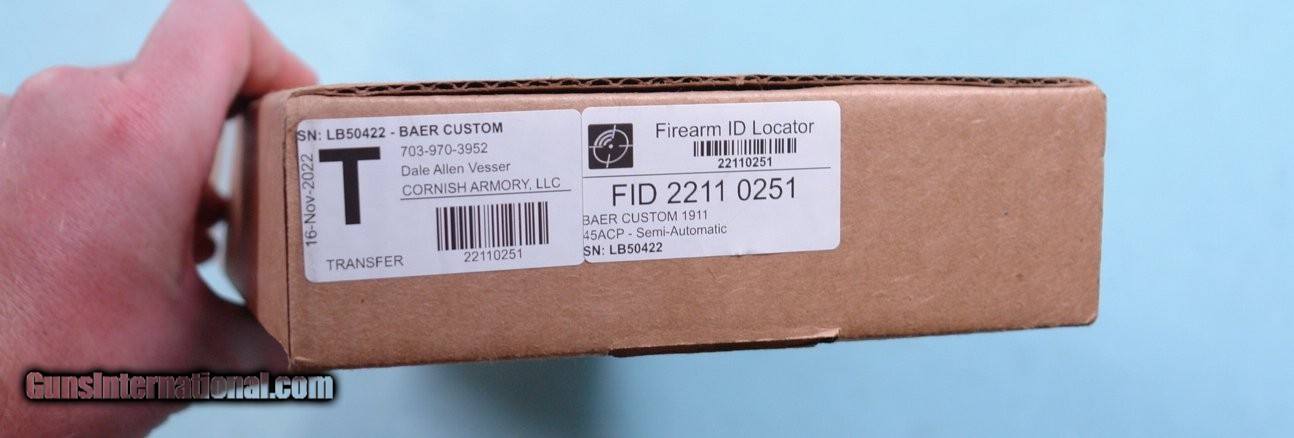 SN: LB50422 - BAER CUSTOM
16-Nov-2022
T
703-970-3952
Dale Allen Vesser
CORNISH ARMORY, LLC
22110251
TRANSFER
Firearm ID Locator
22110251
FID 2211 0251
BAER CUSTOM 1911
45ACP - Semi-Automatic
SN: LB50422
GunsInternational.com